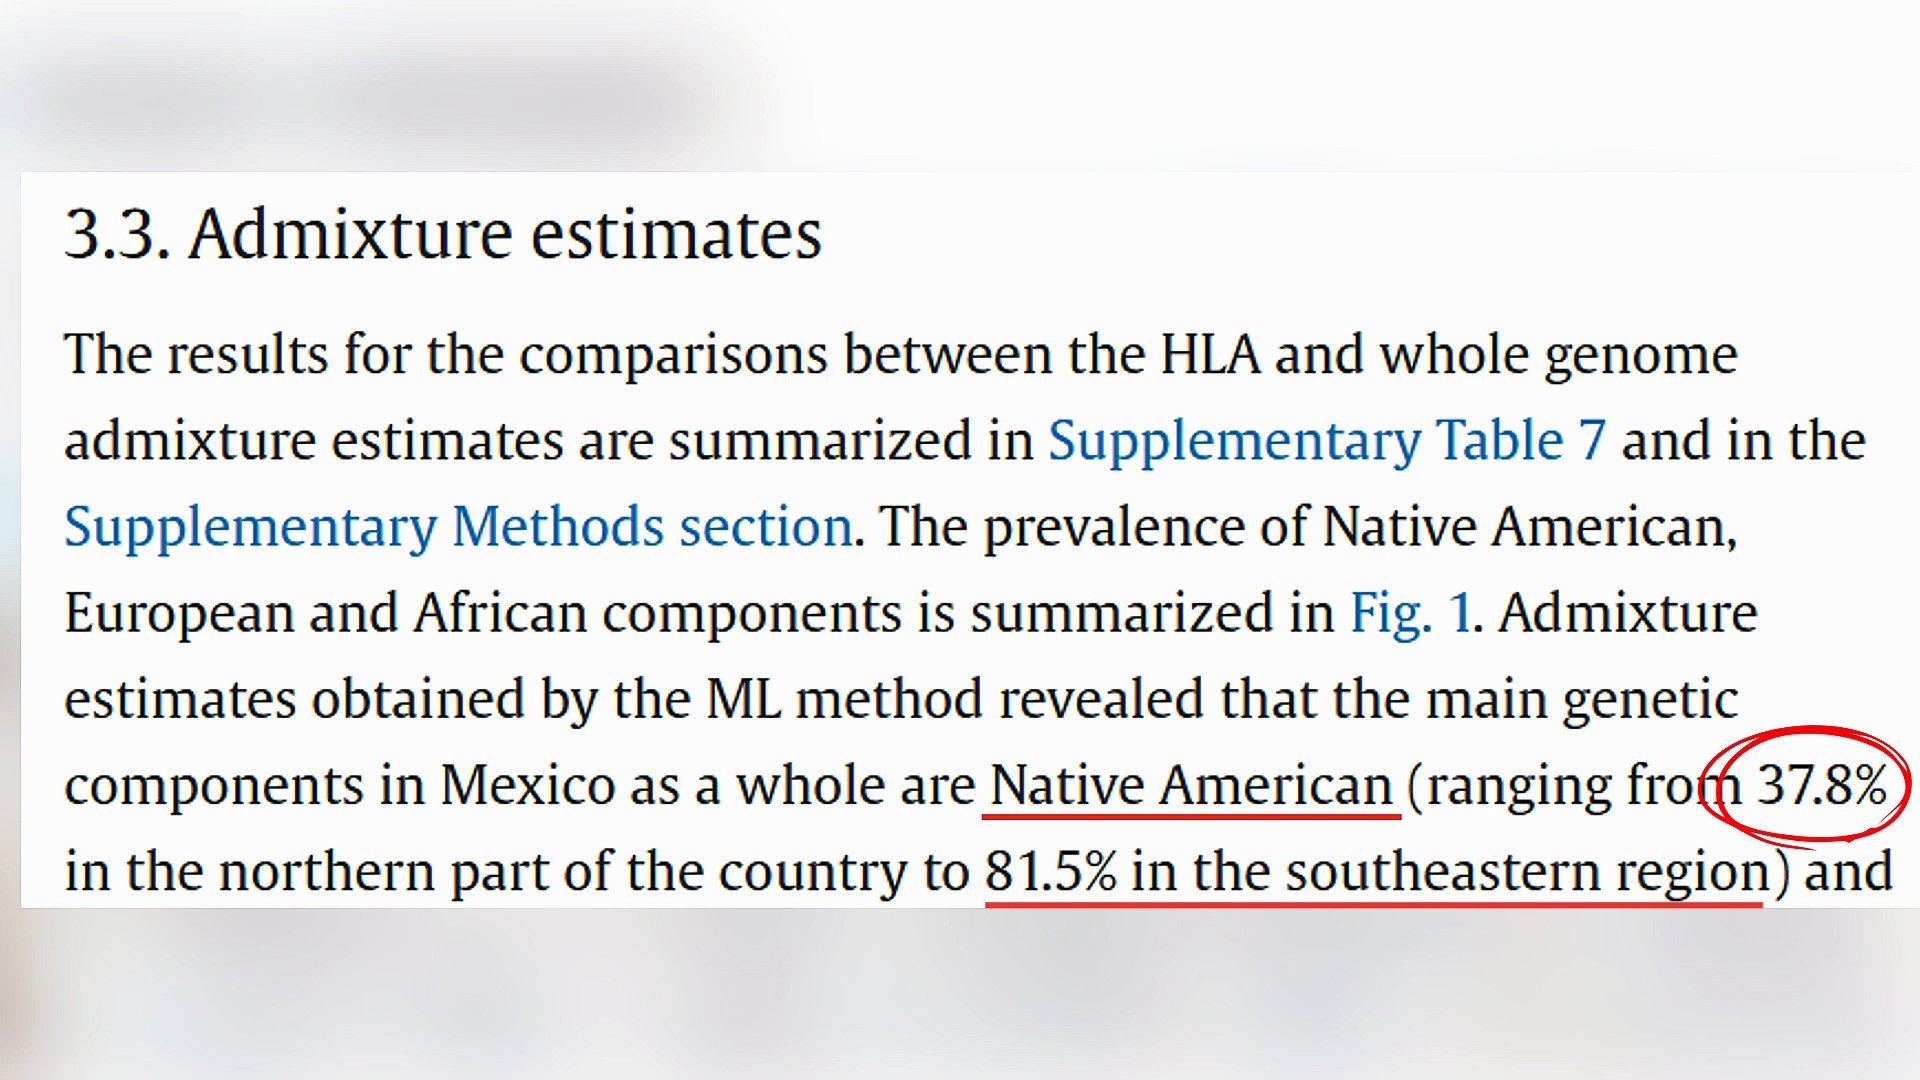 3.3. Admixture estimates
The results for the comparisons between the HLA and whole genome
admixture estimates are summarized in Supplementary Table 7 and in the
Supplementary Methods section. The prevalence of Native American,
European and African components is summarized in Fig. 1. Admixture
estimates obtained by the ML method revealed that the main genetic
components in Mexico as a whole are Native American (ranging from 37.8%
in the northern part of the country to 81.5% in the southeastern region) and